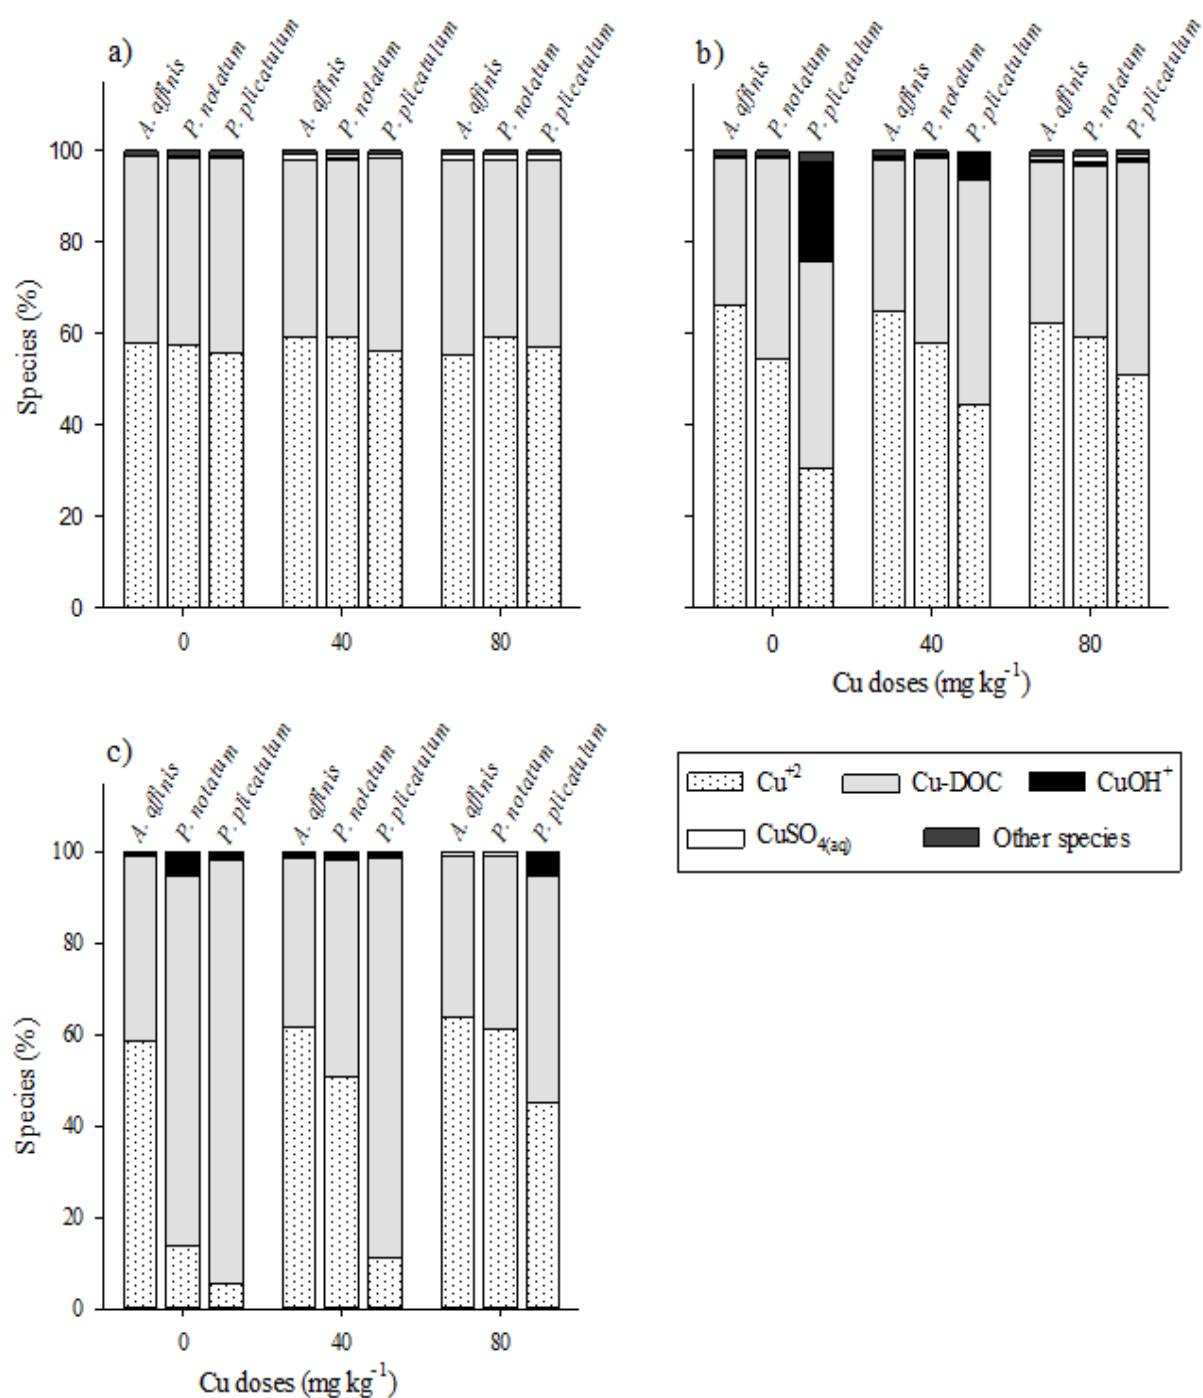 a)
A. affinis P. notatum P. plicatulum A. affinis P. notatum P. plicatulum A. affinis P. notatum P. plicatulum
Species (%)
100
80
60
40
20
0
0 40 80
b)
A. affinis P. notatum P. plicatulum A. affinis P. notatum P. plicatulum A. affinis P. notatum P. plicatulum
0 40 80
Cu doses (mg kg⁻¹)
c)
A. affinis P. notatum P. plicatulum A. affinis P. notatum P. plicatulum A. affinis P. notatum P. plicatulum
Species (%)
100
80
60
40
20
0
0 40 80
Cu doses (mg kg⁻¹)
Cu⁺² Cu-DOC CuOH⁺
CuSO₄₍aq₎ Other species